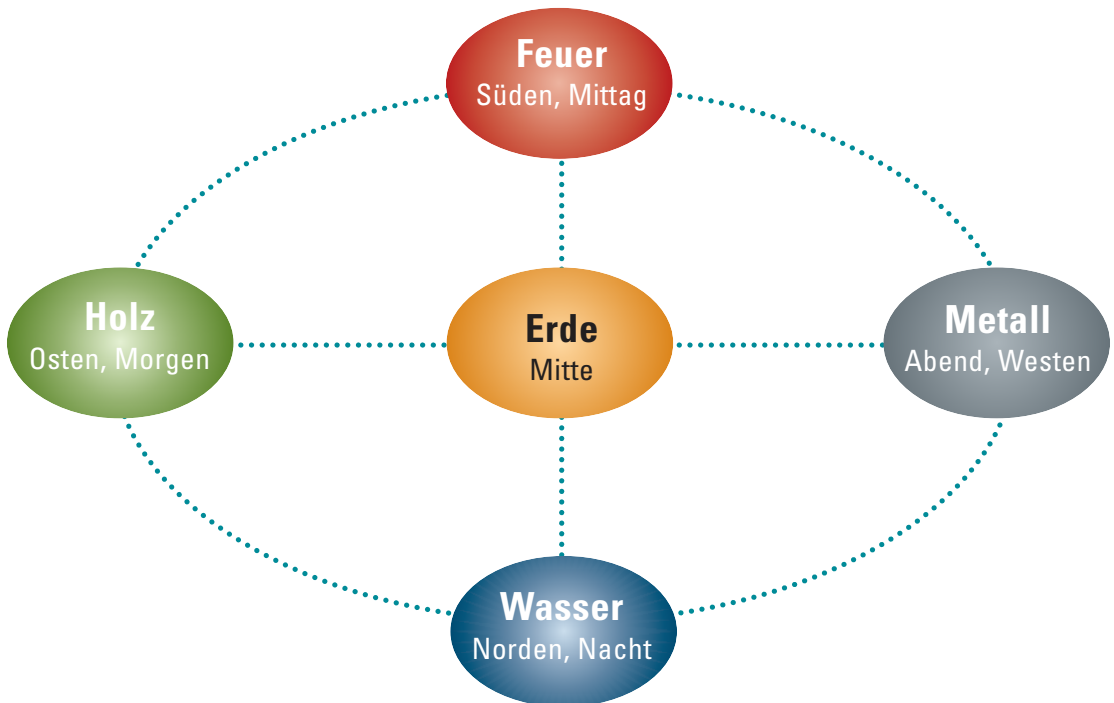 Feuer
Süden, Mittag
Holz
Osten, Morgen
Erde
Mitte
Metall
Abend, Westen
Wasser
Norden, Nacht